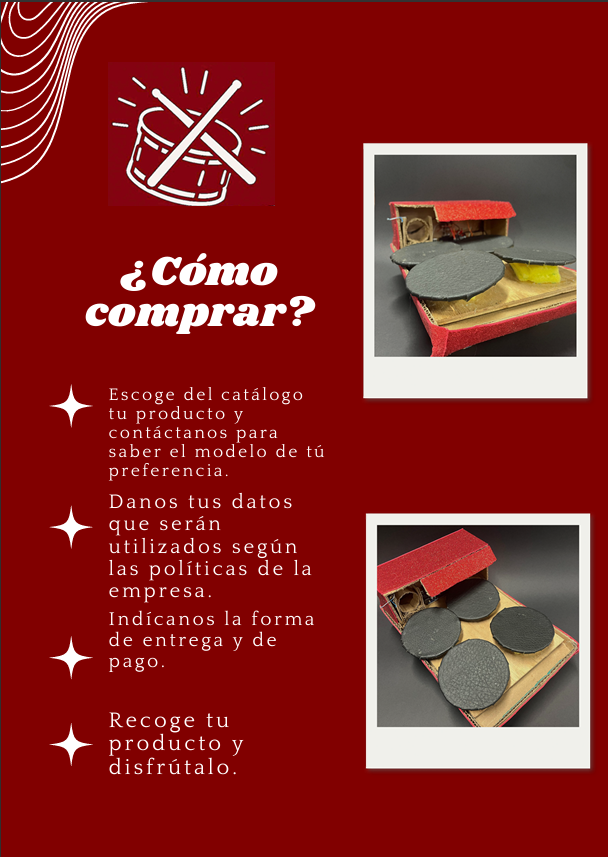 ¿Cómo
comprar?
Escoge del catálogo
tu producto y
contáctanos para
saber el modelo de tú
preferencia.
Danos tus datos
que serán
utilizados según
las políticas de la
empresa.
Indícanos la forma
de entrega y de
pago.
Recoge tu
producto y
disfrútalo.